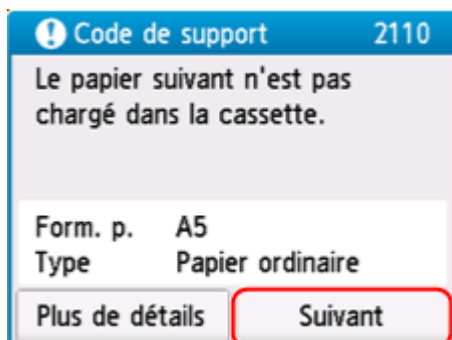 Code de support 2110
Le papier suivant n'est pas
chargé dans la cassette.
Form. p. A5
Type Papier ordinaire
Plus de détails Suivant